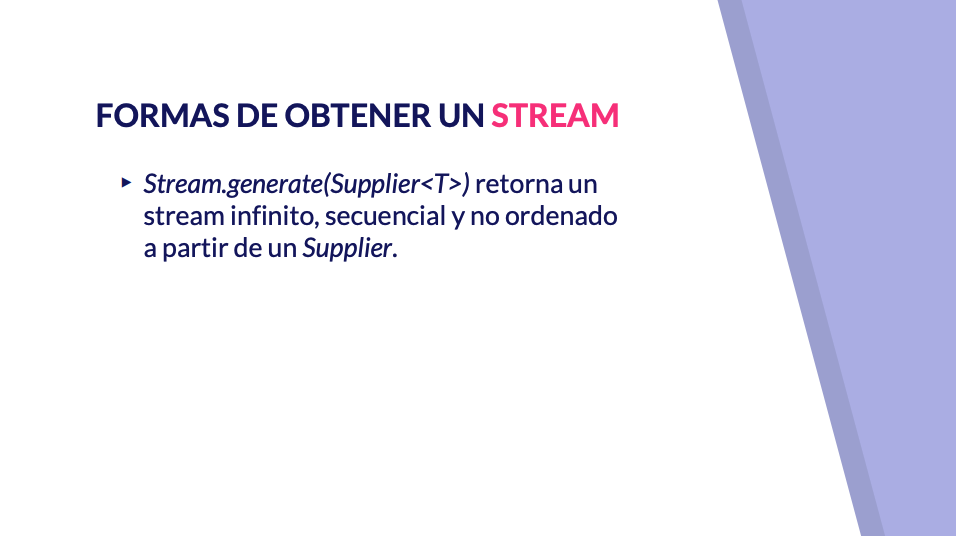 FORMAS DE OBTENER UN STREAM
▸ Stream.generate(Supplier<T>) retorna un
stream infinito, secuencial y no ordenado
a partir de un Supplier.